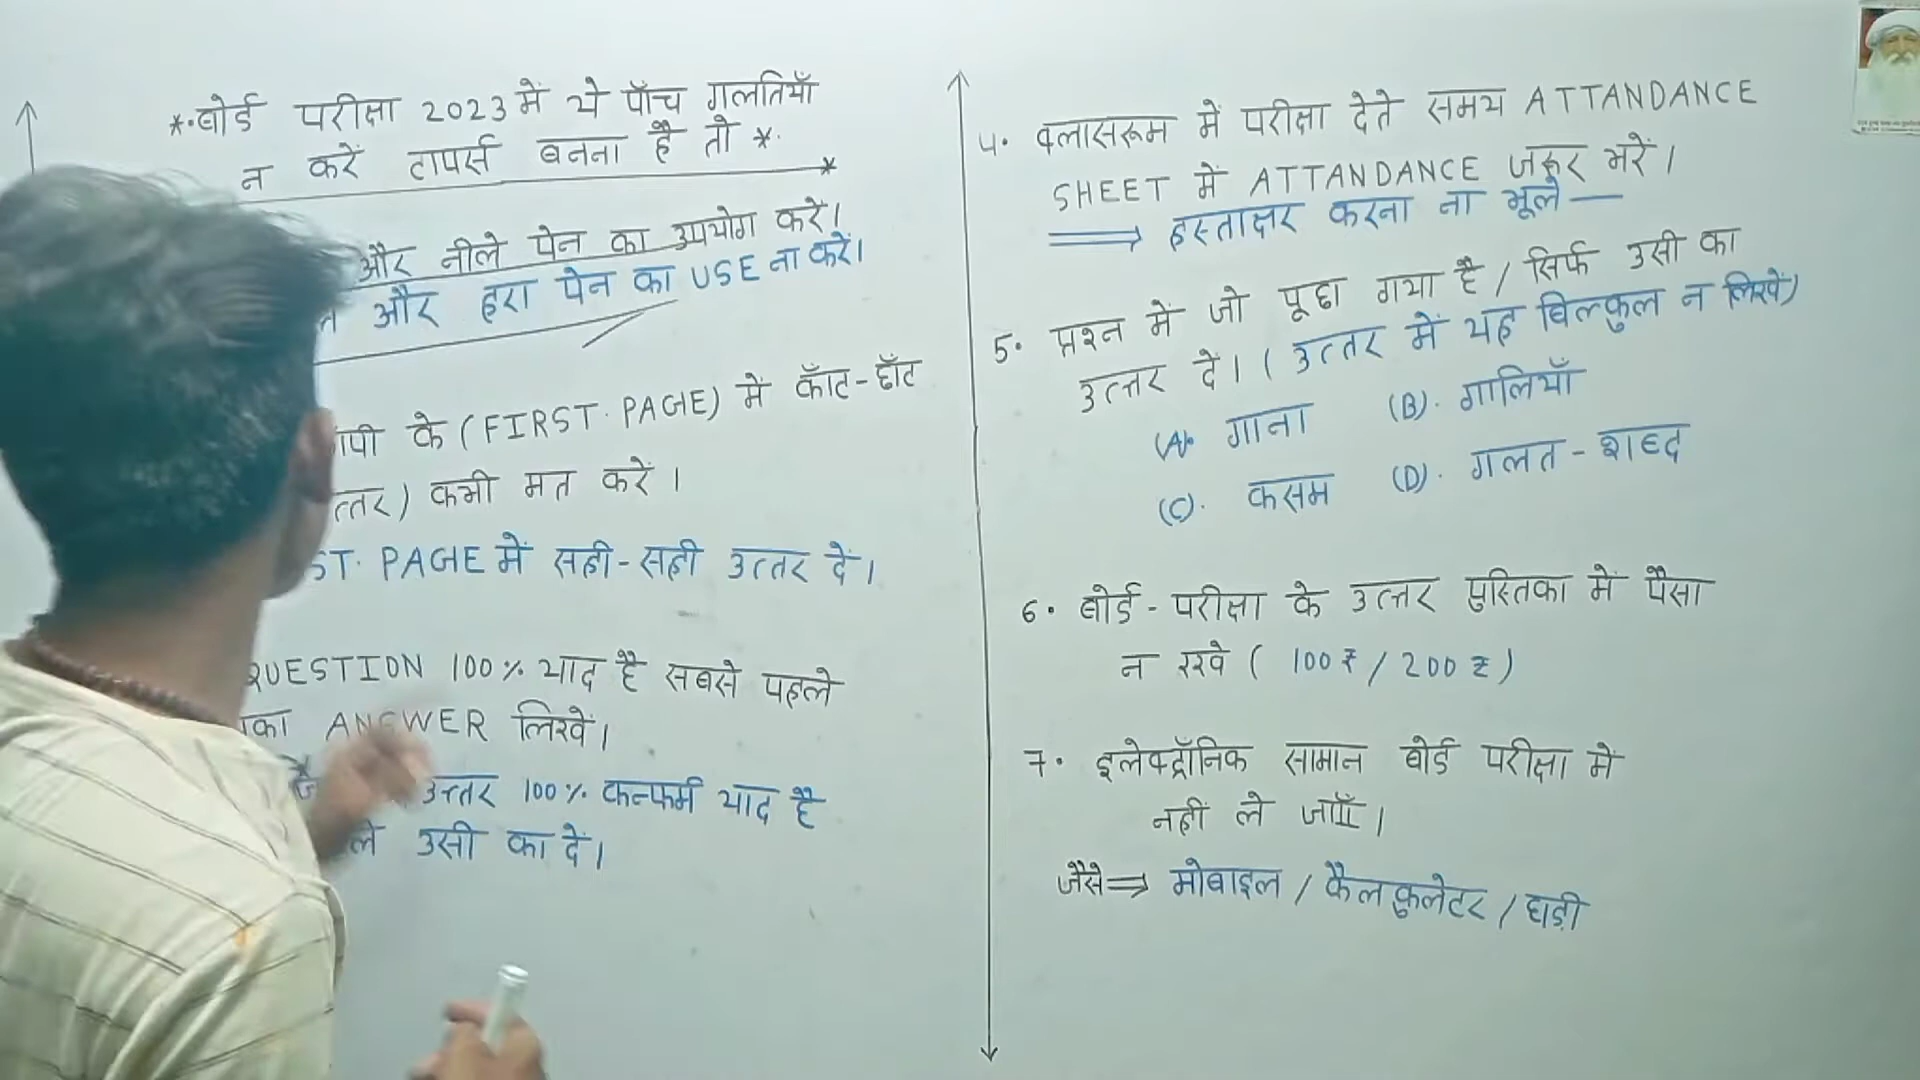 *•बोर्ड परीक्षा 2023 में ये पाँच गलतियाँ
न करें टापर्स बनना है तो *.
और नीले पेन का उपयोग करें।
और हरा पेन का USE ना करें।
के (FIRST. PAGE) में काँट-छाँट
कभी मत करें।
PAGE में सही-सही उत्तर दें।
QUESTION 100% याद है सबसे पहले
ANSWER लिखें।
उत्तर 100% कन्फर्म याद है
उसी का दें।
4. क्लासरूम में परीक्षा देते समय ATTANDANCE
SHEET में ATTANDANCE जरूर भरें।
⟹ हस्ताक्षर करना ना भूले —
5. प्रश्न में जो पूछा गया है / सिर्फ उसी का
उत्तर दें। (उत्तर में यह बिल्कुल न लिखें)
(A). गाना (B). गालियाँ
(C). कसम (D). गलत-शब्द
6. बोर्ड-परीक्षा के उत्तर पुस्तिका में पैसा
न रखे ( 100₹ / 200₹ )
7. इलेक्ट्रॉनिक सामान बोर्ड परीक्षा में
नहीं ले जाएँ।
जैसे⟹ मोबाइल / कैलकुलेटर / घड़ी